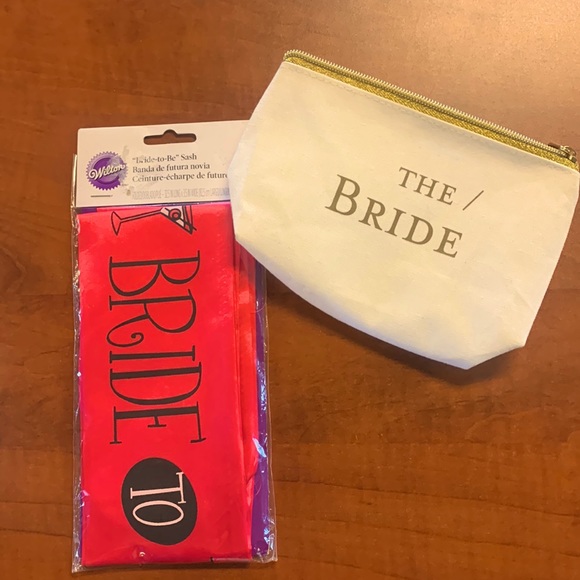 Wilton
"Bride-to-Be" Sash
Banda de futura novia
Ceinture-écharpe de future
BRIDE
TO
THE /
BRIDE